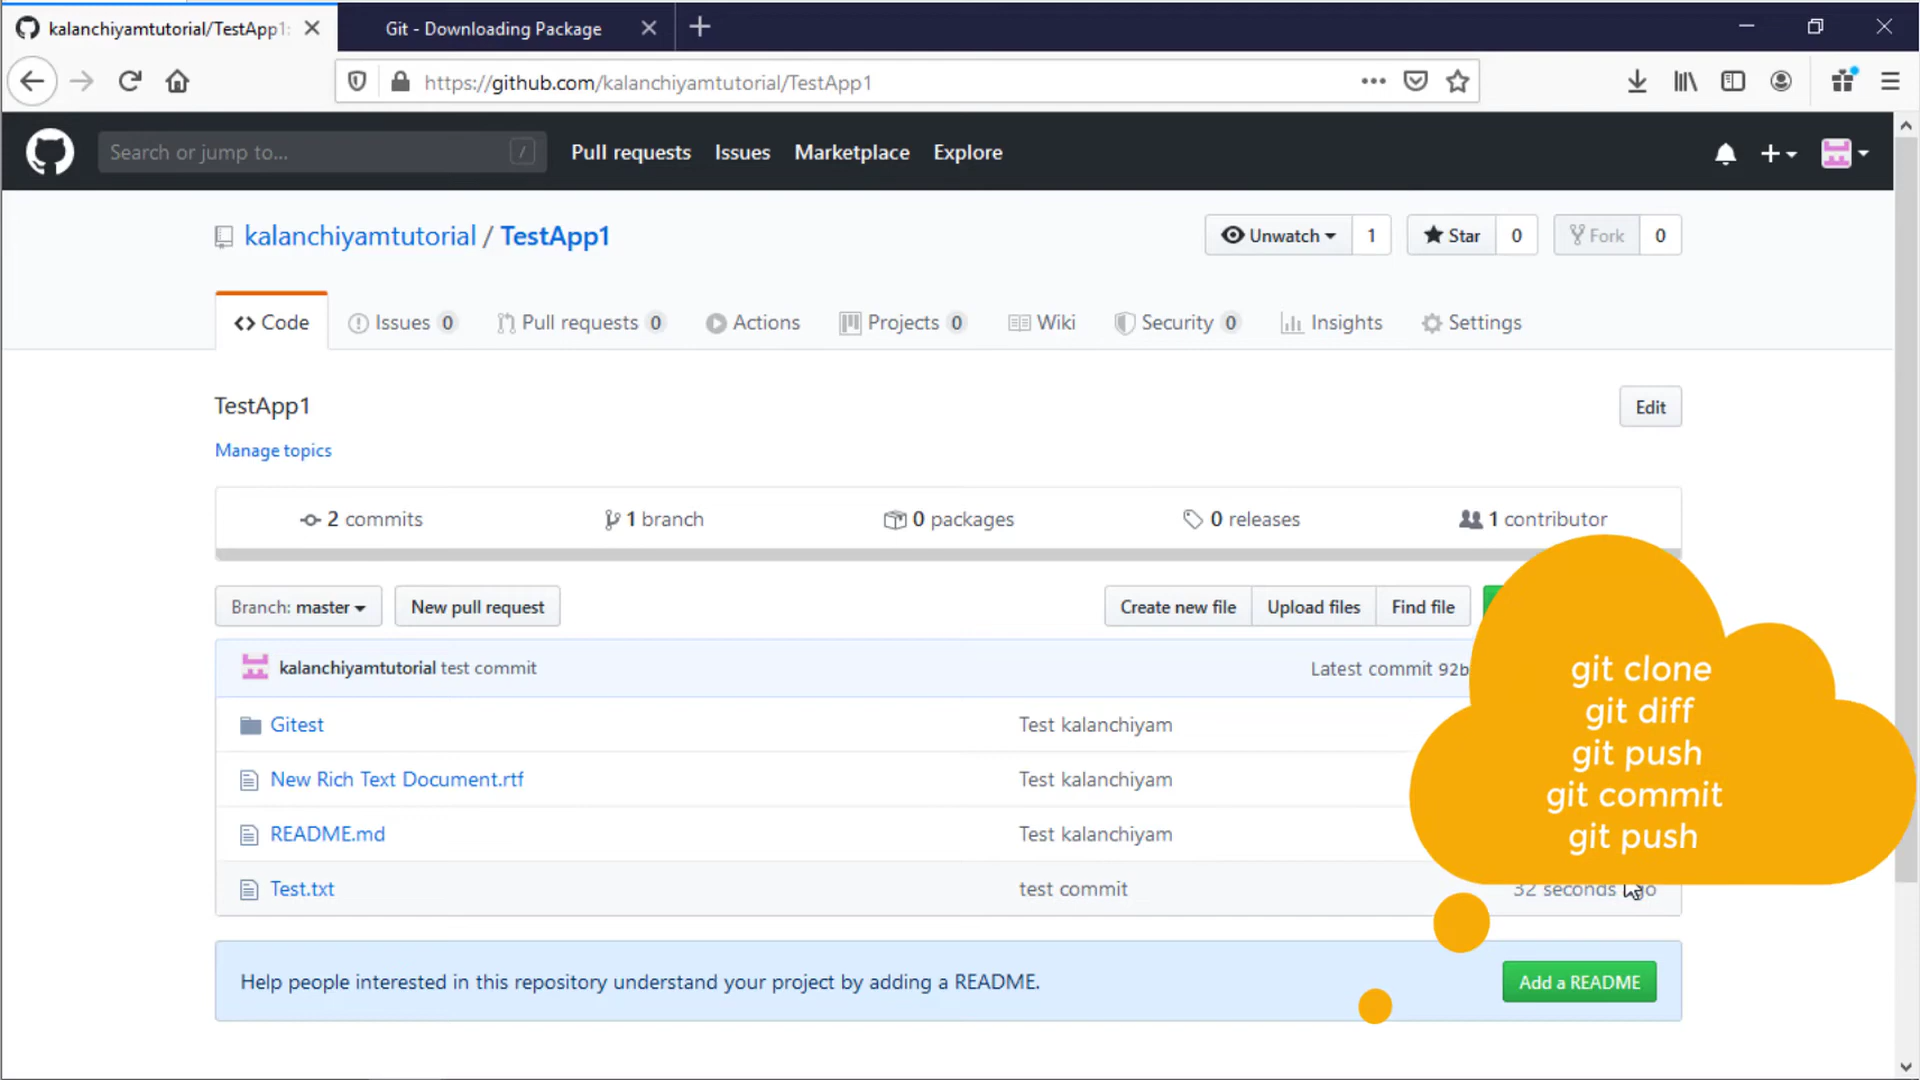 kalanchiyamtutorial/TestApp1:
Git - Downloading Package
https://github.com/kalanchiyamtutorial/TestApp1
Search or jump to...
/
Pull requests
Issues
Marketplace
Explore
kalanchiyamtutorial / TestApp1
Unwatch 1
Star 0
Fork 0
Code
Issues 0
Pull requests 0
Actions
Projects 0
Wiki
Security 0
Insights
Settings
TestApp1
Edit
Manage topics
2 commits
1 branch
0 packages
0 releases
1 contributor
Branch: master
New pull request
Create new file
Upload files
Find file
kalanchiyamtutorial test commit
Latest commit 92b
Gitest
Test kalanchiyam
New Rich Text Document.rtf
Test kalanchiyam
README.md
Test kalanchiyam
Test.txt
test commit
32 seconds
git clone
git diff
git push
git commit
git push
Help people interested in this repository understand your project by adding a README.
Add a README